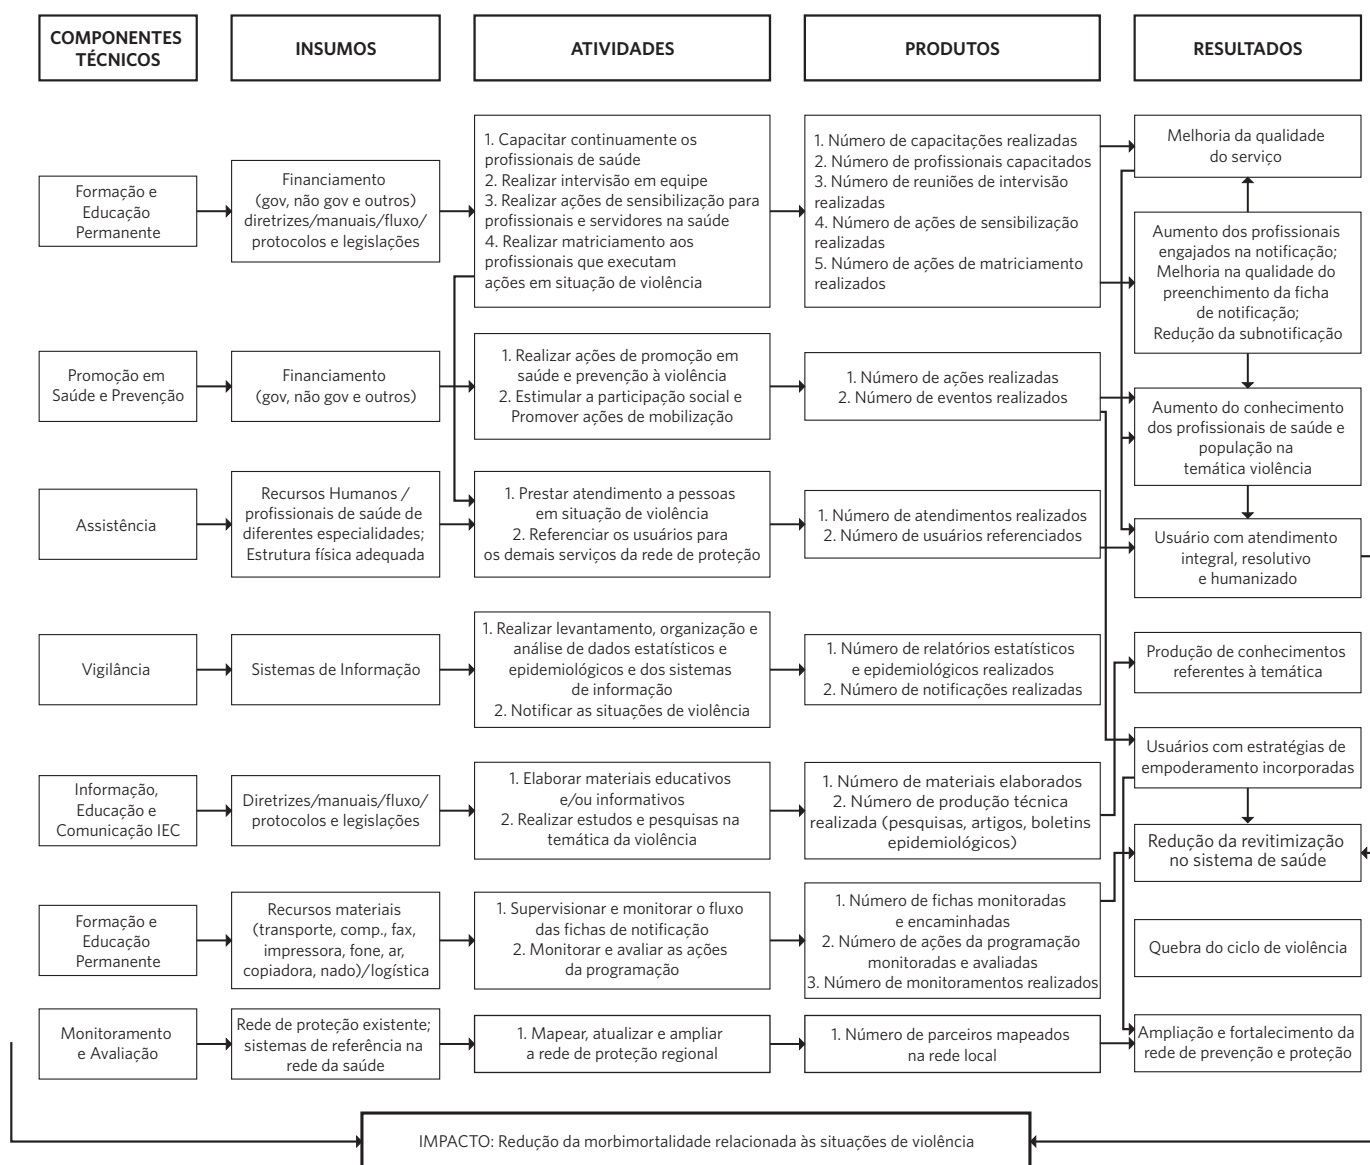 COMPONENTES
TÉCNICOS
INSUMOS
ATIVIDADES
PRODUTOS
RESULTADOS
Formação e
Educação
Permanente
Financiamento
(gov, não gov e outros)
diretrizes/manuais/fluxo/
protocolos e legislações
1. Capacitar continuamente os
profissionais de saúde
2. Realizar intervisão em equipe
3. Realizar ações de sensibilização para
profissionais e servidores na saúde
4. Realizar matriciamento aos
profissionais que executam
ações em situação de violência
1. Número de capacitações realizadas
2. Número de profissionais capacitados
3. Número de reuniões de intervisão
realizadas
4. Número de ações de sensibilização
realizadas
5. Número de ações de matriciamento
realizados
Melhoria da qualidade
do serviço
Aumento dos profissionais
engajados na notificação;
Melhoria na qualidade do
preenchimento da ficha
de notificação;
Redução da subnotificação
Promoção em
Saúde e Prevenção
Financiamento
(gov, não gov e outros)
1. Realizar ações de promoção em
saúde e prevenção à violência
2. Estimular a participação social e
Promover ações de mobilização
1. Número de ações realizadas
2. Número de eventos realizados
Aumento do conhecimento
dos profissionais de saúde e
população na
temática violência
Assistência
Recursos Humanos /
profissionais de saúde de
diferentes especialidades;
Estrutura física adequada
1. Prestar atendimento a pessoas
em situação de violência
2. Referenciar os usuários para
os demais serviços da rede de proteção
1. Número de atendimentos realizados
2. Número de usuários referenciados
Usuário com atendimento
integral, resolutivo
e humanizado
Vigilância
Sistemas de Informação
1. Realizar levantamento, organização e
análise de dados estatísticos e
epidemiológicos e dos sistemas
de informação
2. Notificar as situações de violência
1. Número de relatórios estatísticos
e epidemiológicos realizados
2. Número de notificações realizadas
Produção de conhecimentos
referentes à temática
Usuários com estratégias de
empoderamento incorporadas
Informação,
Educação e
Comunicação IEC
Diretrizes/manuais/fluxo/
protocolos e legislações
1. Elaborar materiais educativos
e/ou informativos
2. Realizar estudos e pesquisas na
temática da violência
1. Número de materiais elaborados
2. Número de produção técnica
realizada (pesquisas, artigos, boletins
epidemiológicos)
Redução da revitimização
no sistema de saúde
Formação e
Educação
Permanente
Recursos materiais
(transporte, comp., fax,
impressora, fone, ar,
copiadora, nado)/logística
1. Supervisionar e monitorar o fluxo
das fichas de notificação
2. Monitorar e avaliar as ações
da programação
1. Número de fichas monitoradas
e encaminhadas
2. Número de ações da programação
monitoradas e avaliadas
3. Número de monitoramentos realizados
Quebra do ciclo de violência
Monitoramento
e Avaliação
Rede de proteção existente;
sistemas de referência na
rede da saúde
1. Mapear, atualizar e ampliar
a rede de proteção regional
1. Número de parceiros mapeados
na rede local
Ampliação e fortalecimento da
rede de prevenção e proteção
IMPACTO: Redução da morbimortalidade relacionada às situações de violência